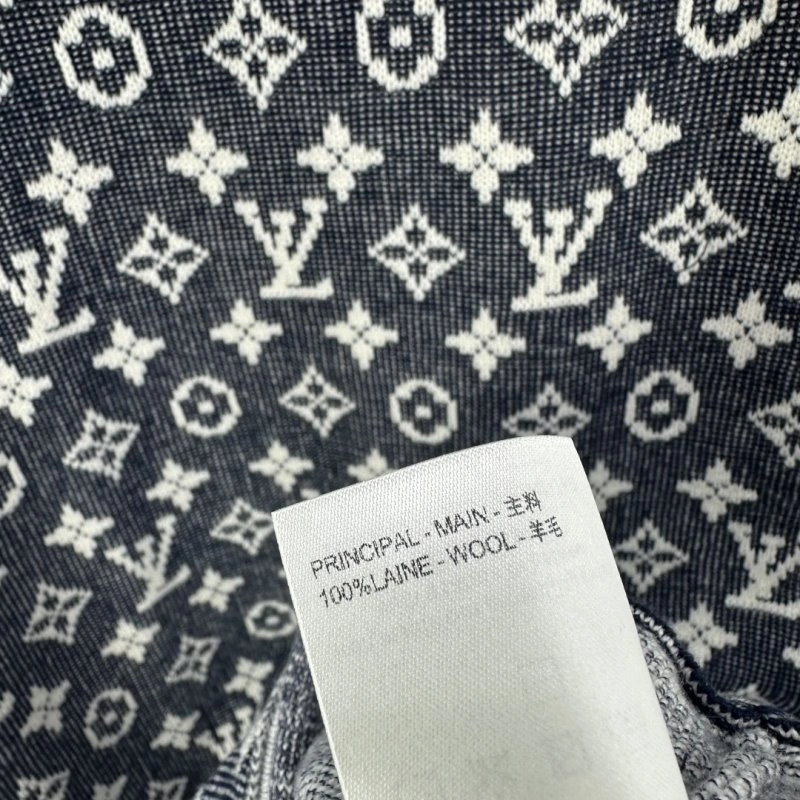 PRINCIPAL - MAIN - 主料
100%LAINE - WOOL - 羊毛